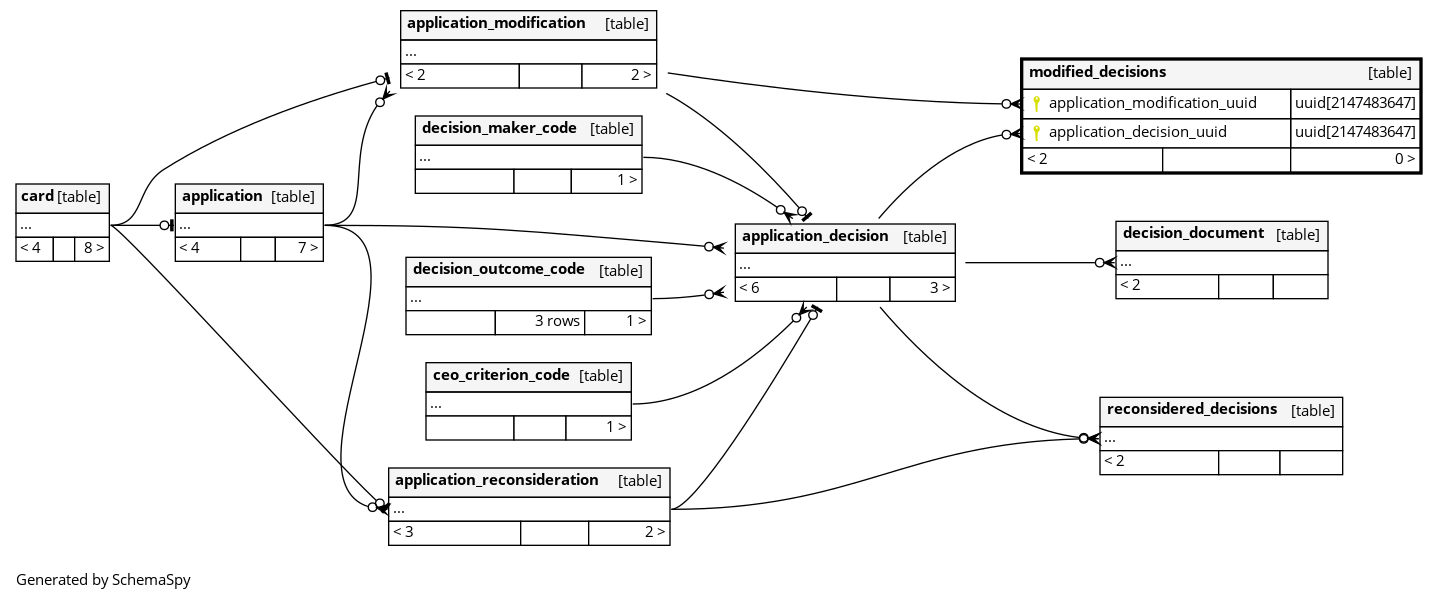 application_modification [table]
...
< 2 2 >
modified_decisions [table]
application_modification_uuid uuid[2147483647]
application_decision_uuid uuid[2147483647]
< 2 0 >
decision_maker_code [table]
...
1 >
card [table]
...
< 4 8 >
application [table]
...
< 4 7 >
application_decision [table]
...
< 6 3 >
decision_document [table]
...
< 2
decision_outcome_code [table]
...
3 rows 1 >
ceo_criterion_code [table]
...
1 >
reconsidered_decisions [table]
...
< 2
application_reconsideration [table]
...
< 3 2 >
Generated by SchemaSpy